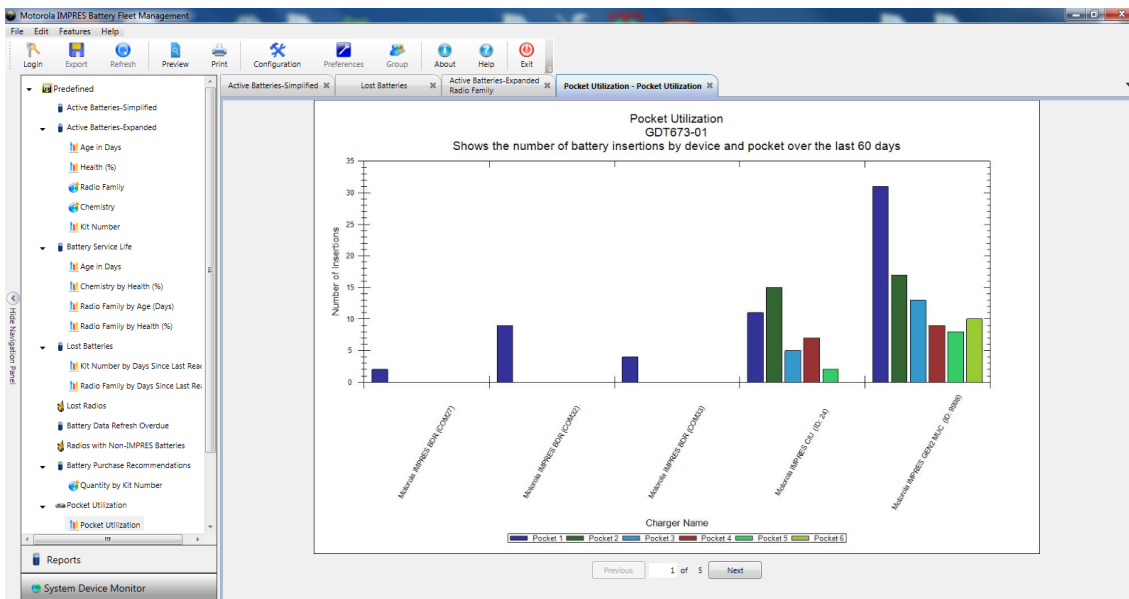 Motorola IMPRES Battery Fleet Management
File Edit Features Help
Login Export Refresh Preview Print Configuration Preferences Group About Help Exit
Active Batteries-Simplified Lost Batteries Active Batteries-Expanded
Radio Family
Pocket Utilization - Pocket Utilization
Hide Navigation Panel
Predefined
Active Batteries-Simplified
Active Batteries-Expanded
Age in Days
Health (%)
Radio Family
Chemistry
Kit Number
Battery Service Life
Age in Days
Chemistry by Health (%)
Radio Family by Age (Days)
Radio Family by Health (%)
Lost Batteries
Kit Number by Days Since Last Rea
Radio Family by Days Since Last Re
Lost Radios
Battery Data Refresh Overdue
Radios with Non-IMPRES Batteries
Battery Purchase Recommendations
Quantity by Kit Number
Pocket Utilization
Pocket Utilization
Reports
System Device Monitor
Pocket Utilization
GDT673-01
Shows the number of battery insertions by device and pocket over the last 60 days
Number of Insertions
35
30
25
20
15
10
5
0
Motorola IMPRES BDR (COM27)
Motorola IMPRES BDR (COM32)
Motorola IMPRES BDR (COM33)
Motorola IMPRES CIU (ID: 24)
Motorola IMPRES GEN2 MUC (ID: 9898)
Charger Name
Pocket 1 Pocket 2 Pocket 3 Pocket 4 Pocket 5 Pocket 6
Previous 1 of 5 Next